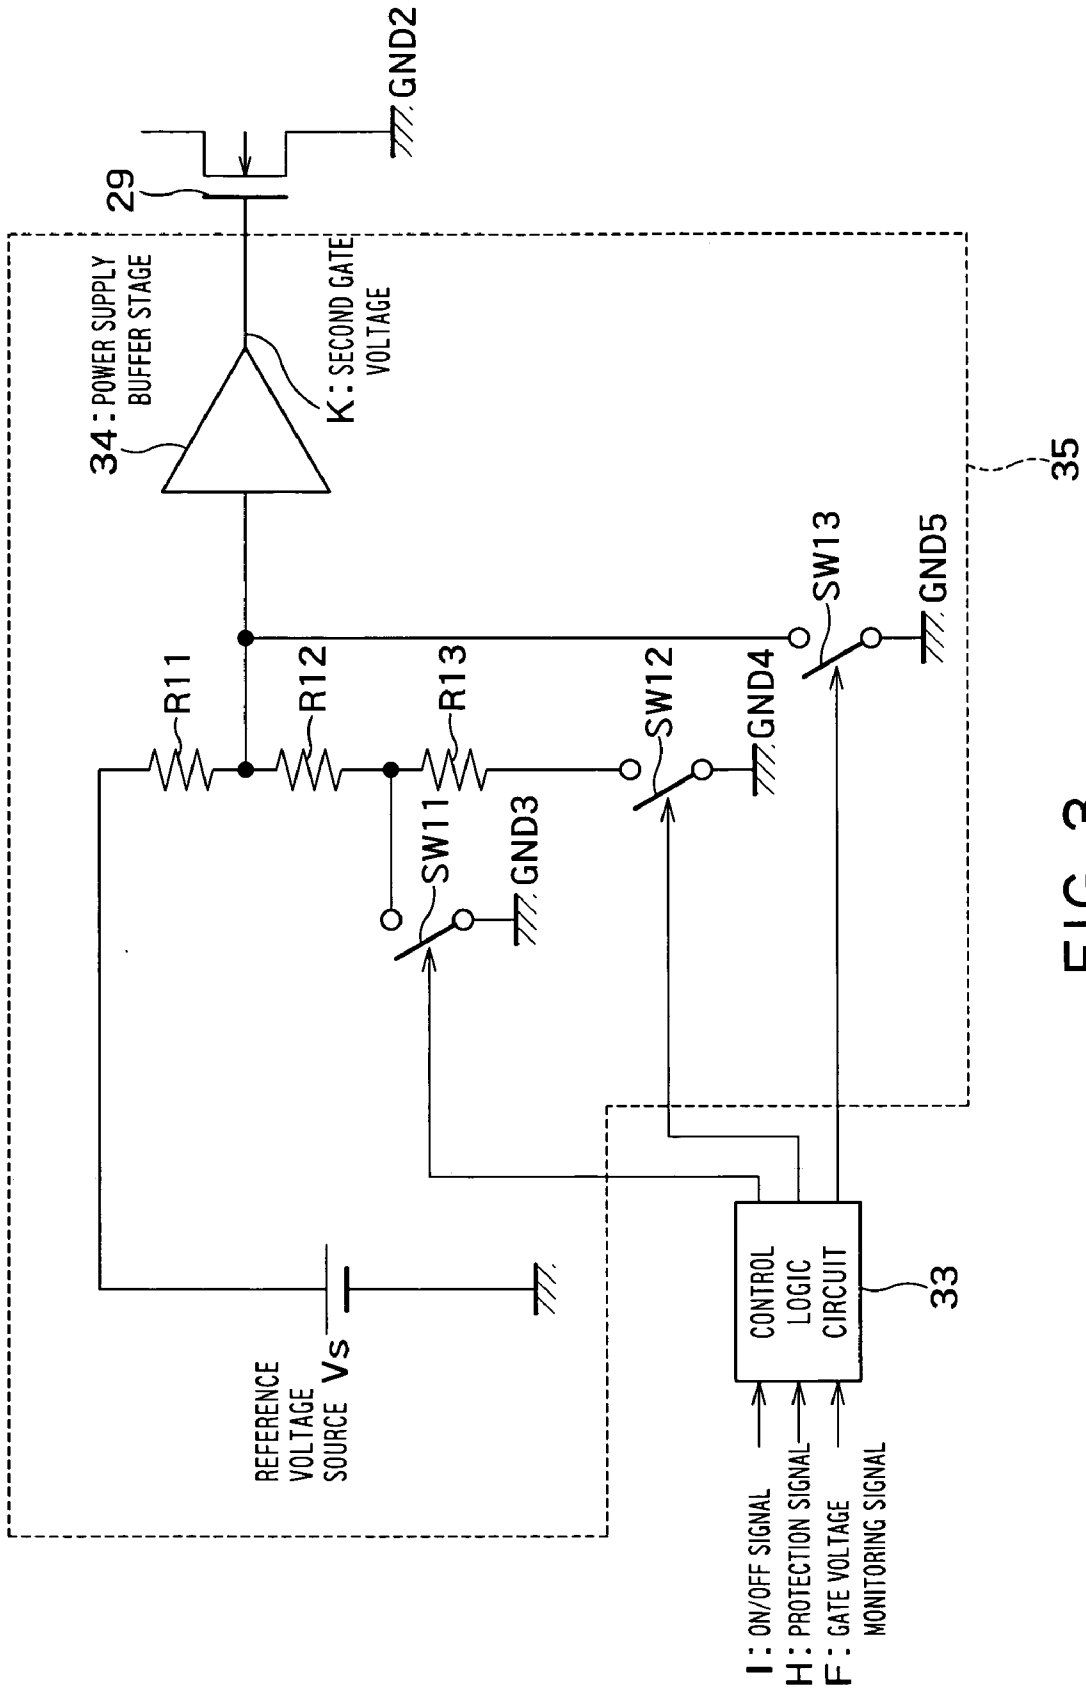 29
GND2
34: POWER SUPPLY
BUFFER STAGE
K: SECOND GATE
VOLTAGE
R11
R12
R13
SW11
GND3
SW12
GND4
SW13
GND5
35
REFERENCE
VOLTAGE
SOURCE Vs
CONTROL
LOGIC
CIRCUIT
33
I: ON/OFF SIGNAL
H: PROTECTION SIGNAL
F: GATE VOLTAGE
MONITORING SIGNAL
FIG. 3